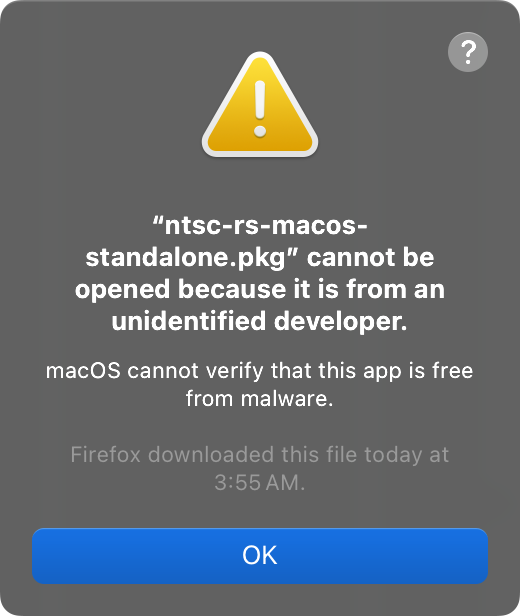 ?
“ntsc-rs-macos-
standalone.pkg” cannot be
opened because it is from an
unidentified developer.
macOS cannot verify that this app is free
from malware.
Firefox downloaded this file today at
3:55 AM.
OK